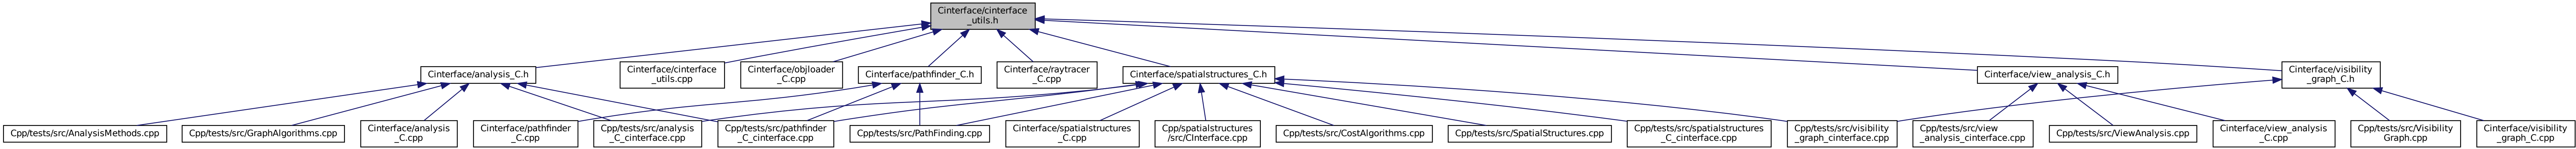 Cinterface/cinterface
_utils.h
Cinterface/analysis_C.h
Cinterface/cinterface
_utils.cpp
Cinterface/objloader
_C.cpp
Cinterface/pathfinder_C.h
Cinterface/raytracer
_C.cpp
Cinterface/spatialstructures_C.h
Cinterface/view_analysis_C.h
Cinterface/visibility
_graph_C.h
Cpp/tests/src/AnalysisMethods.cpp
Cpp/tests/src/GraphAlgorithms.cpp
Cinterface/analysis
_C.cpp
Cinterface/pathfinder
_C.cpp
Cpp/tests/src/analysis
_C_cinterface.cpp
Cpp/tests/src/pathfinder
_C_cinterface.cpp
Cpp/tests/src/PathFinding.cpp
Cinterface/spatialstructures
_C.cpp
Cpp/spatialstructures
/src/CInterface.cpp
Cpp/tests/src/CostAlgorithms.cpp
Cpp/tests/src/SpatialStructures.cpp
Cpp/tests/src/spatialstructures
_C_cinterface.cpp
Cpp/tests/src/visibility
_graph_cinterface.cpp
Cpp/tests/src/view
_analysis_cinterface.cpp
Cpp/tests/src/ViewAnalysis.cpp
Cinterface/view_analysis
_C.cpp
Cpp/tests/src/Visibility
Graph.cpp
Cinterface/visibility
_graph_C.cpp